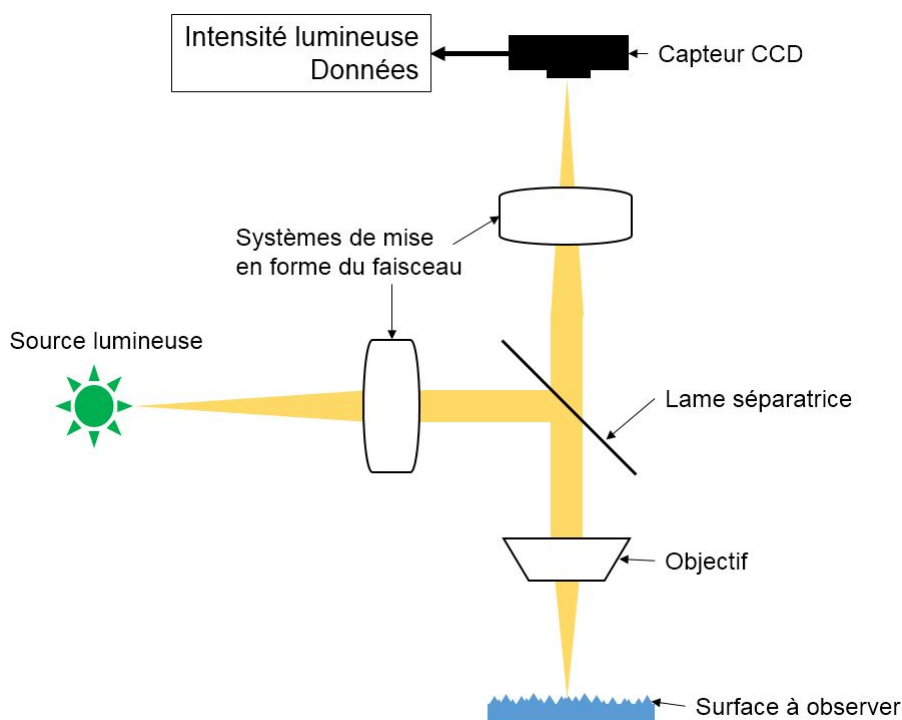 Intensité lumineuse
Données
Capteur CCD
Systèmes de mise
en forme du faisceau
Source lumineuse
Lame séparatrice
Objectif
Surface à observer